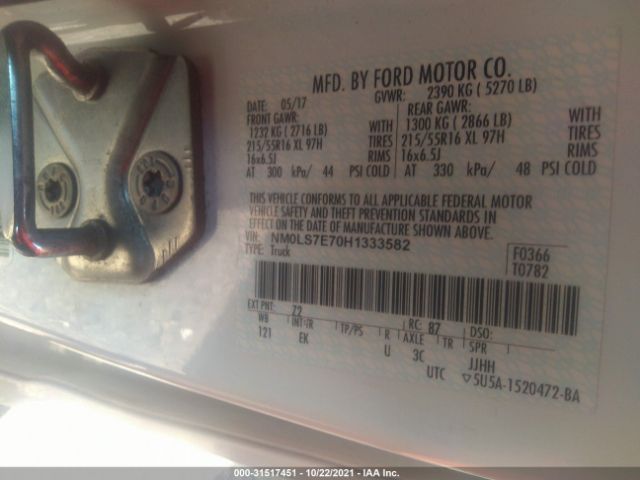 MFD. BY FORD MOTOR CO.
DATE: 05/17 GVWR: 2390 KG ( 5270 LB)
FRONT GAWR: REAR GAWR:
1232 KG ( 2716 LB) WITH 1300 KG ( 2866 LB) WITH
215/55R16 XL 97H TIRES 215/55R16 XL 97H TIRES
16x6.5J RIMS 16x6.5J RIMS
AT 300 kPa/ 44 PSI COLD AT 330 kPa/ 48 PSI COLD
THIS VEHICLE CONFORMS TO ALL APPLICABLE FEDERAL MOTOR
VEHICLE SAFETY AND THEFT PREVENTION STANDARDS IN
EFFECT ON THE DATE OF MANUFACTURE SHOWN ABOVE.
VIN: NM0LS7E70H1333582 F0366
TYPE: Truck T0782
EXT PNT: Z2 RC: 87 DSO:
WB INT TR TP/PS R AXLE TR SPR
121 EK U 3C JJHH
UTC ▽5U5A-1520472-BA
000-31517451 - 10/22/2021 - IAA Inc.